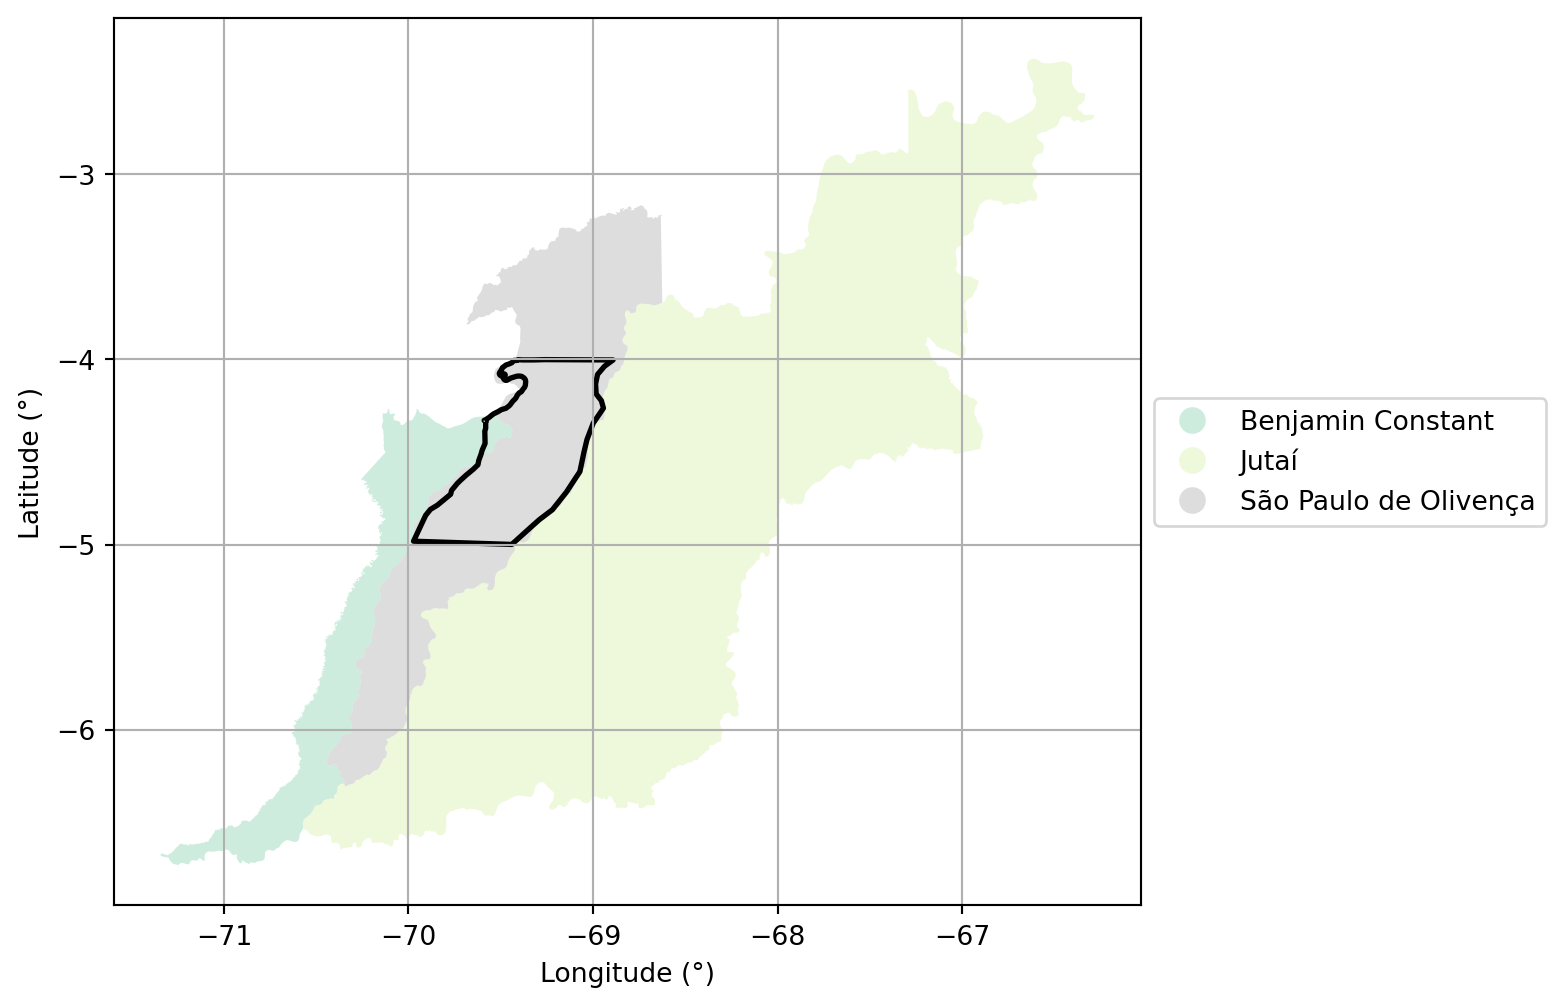 Latitude (°)
−3
−4
−5
−6
−71
−70
−69
−68
−67
Longitude (°)
Benjamin Constant
Jutaí
São Paulo de Olivença